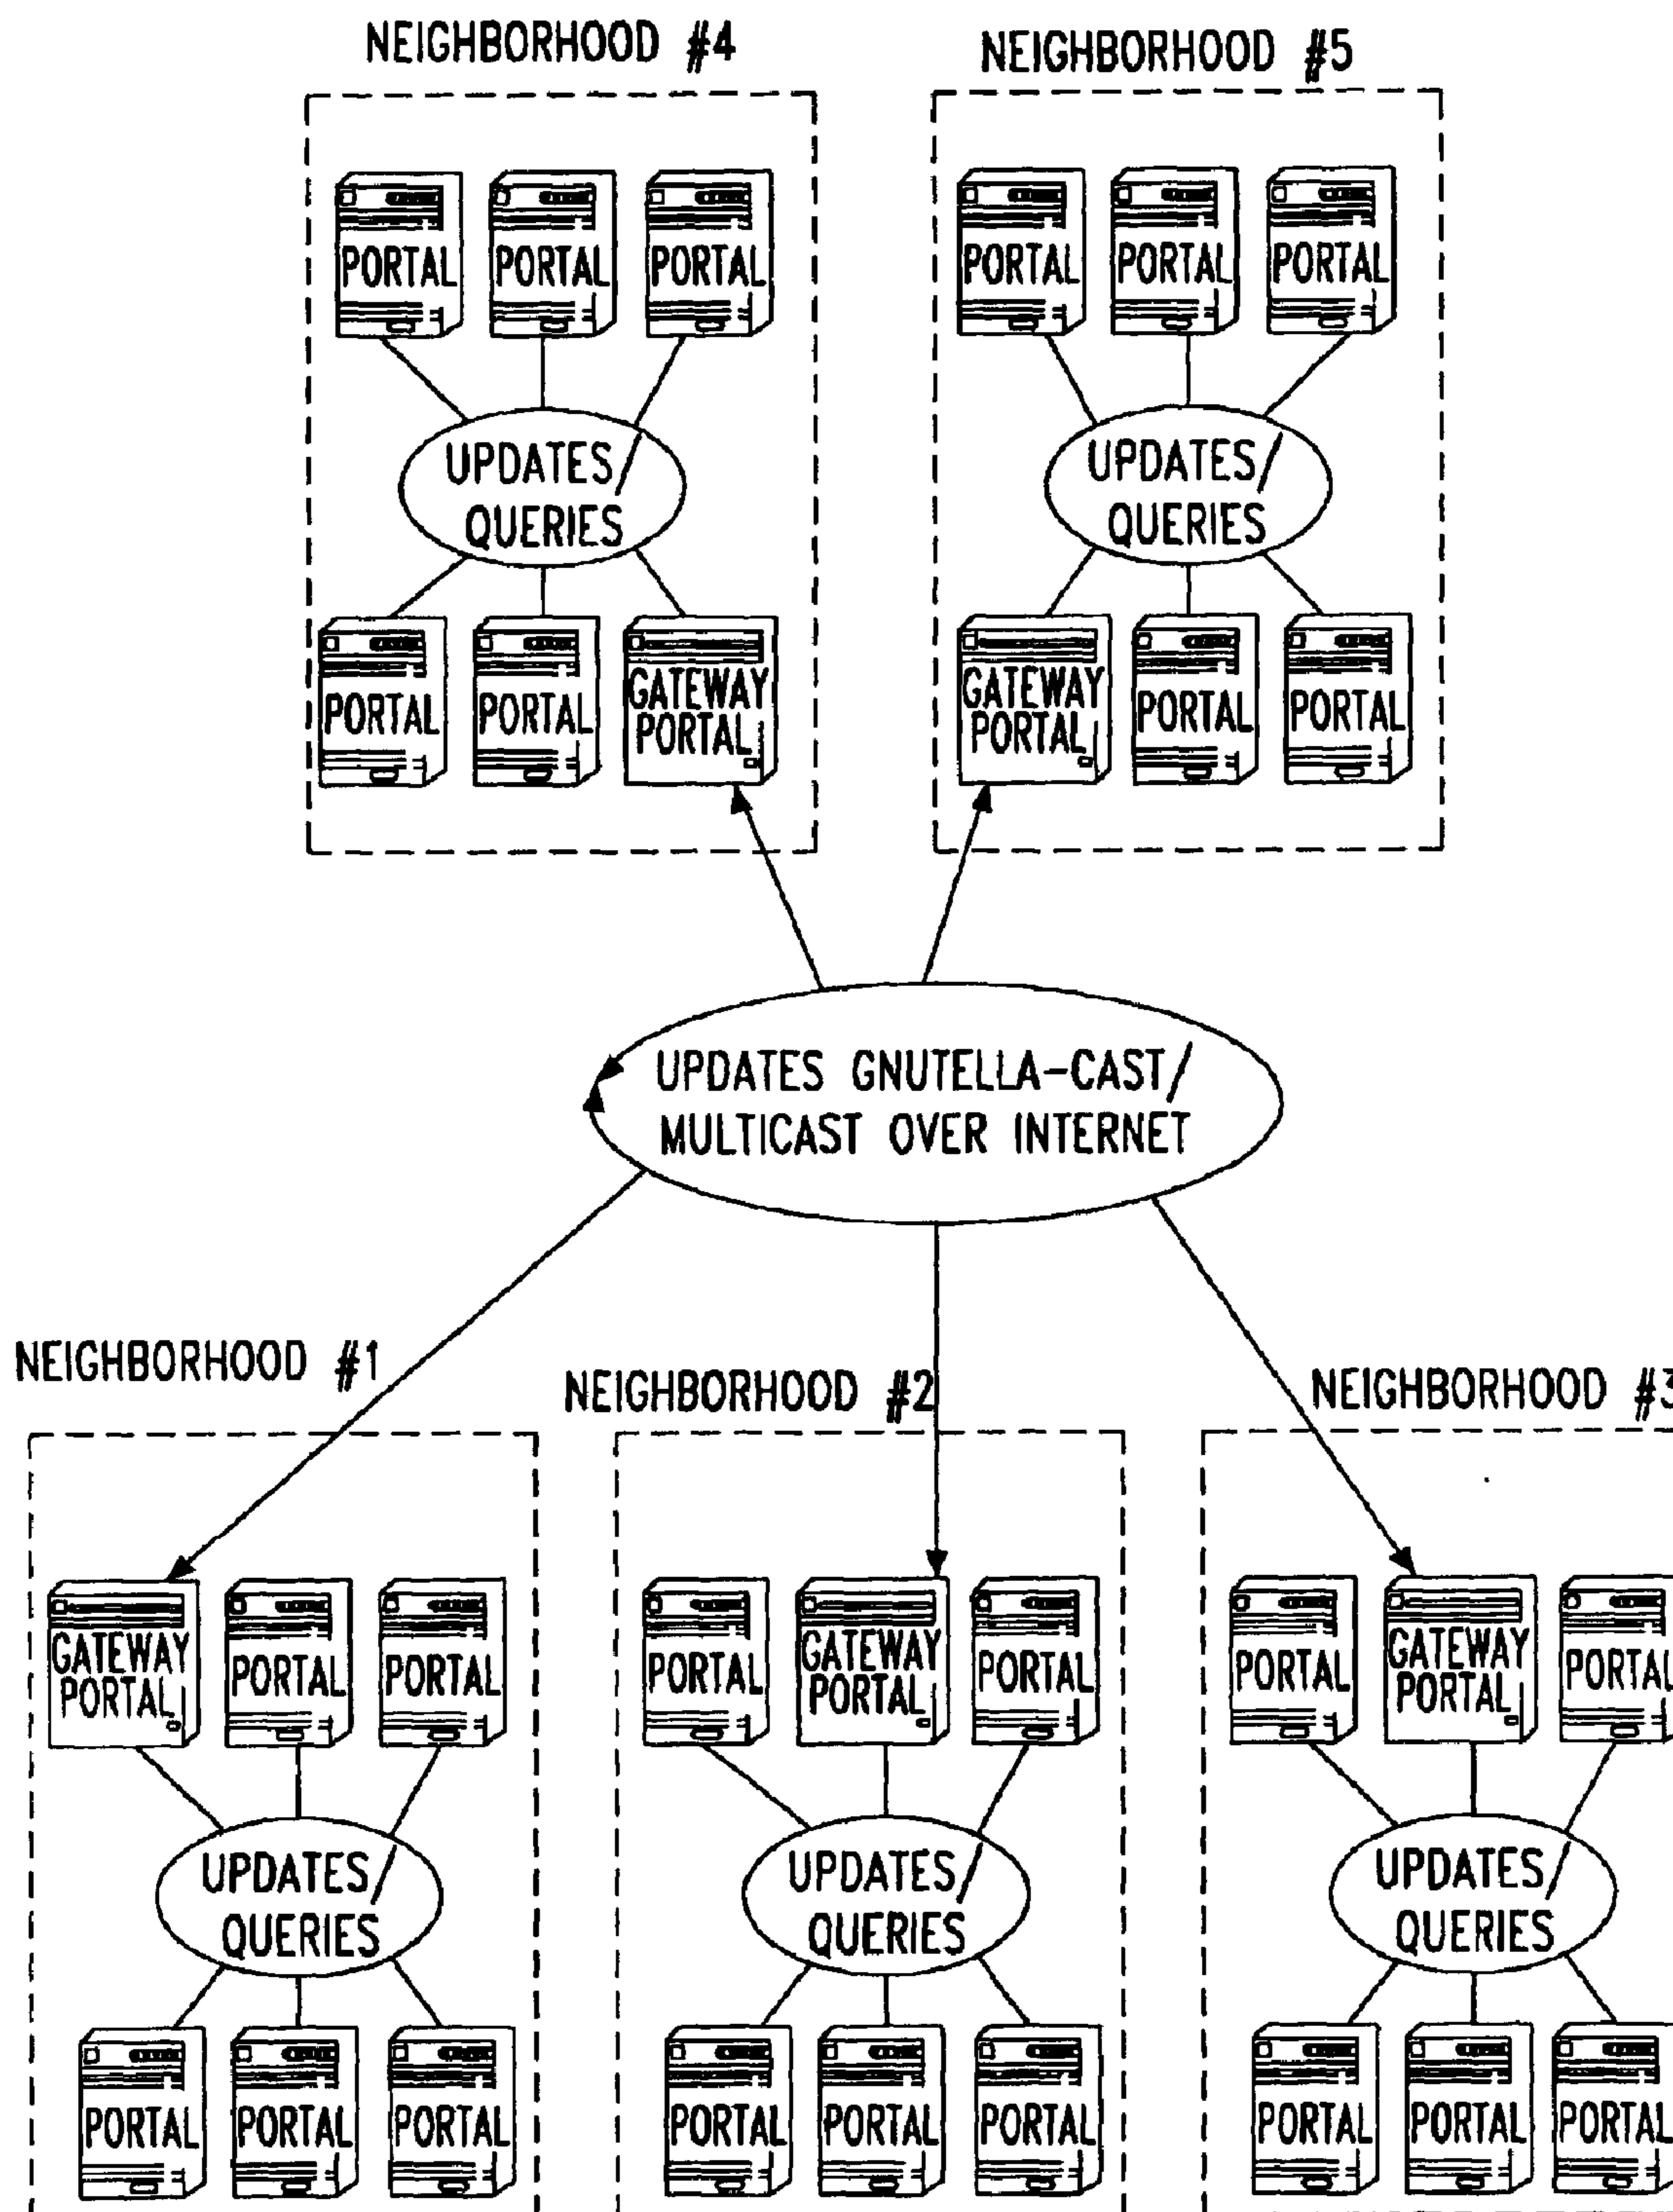 NEIGHBORHOOD #4
NEIGHBORHOOD #5
PORTAL PORTAL PORTAL
PORTAL PORTAL PORTAL
UPDATES/
QUERIES
UPDATES/
QUERIES
PORTAL PORTAL GATEWAY
PORTAL
GATEWAY
PORTAL PORTAL PORTAL
UPDATES GNUTELLA-CAST/
MULTICAST OVER INTERNET
NEIGHBORHOOD #1
NEIGHBORHOOD #2
NEIGHBORHOOD #3
GATEWAY
PORTAL PORTAL PORTAL
PORTAL GATEWAY
PORTAL PORTAL
PORTAL GATEWAY
PORTAL PORTAL
UPDATES/
QUERIES
UPDATES/
QUERIES
UPDATES/
QUERIES
PORTAL PORTAL PORTAL
PORTAL PORTAL PORTAL
PORTAL PORTAL PORTAL